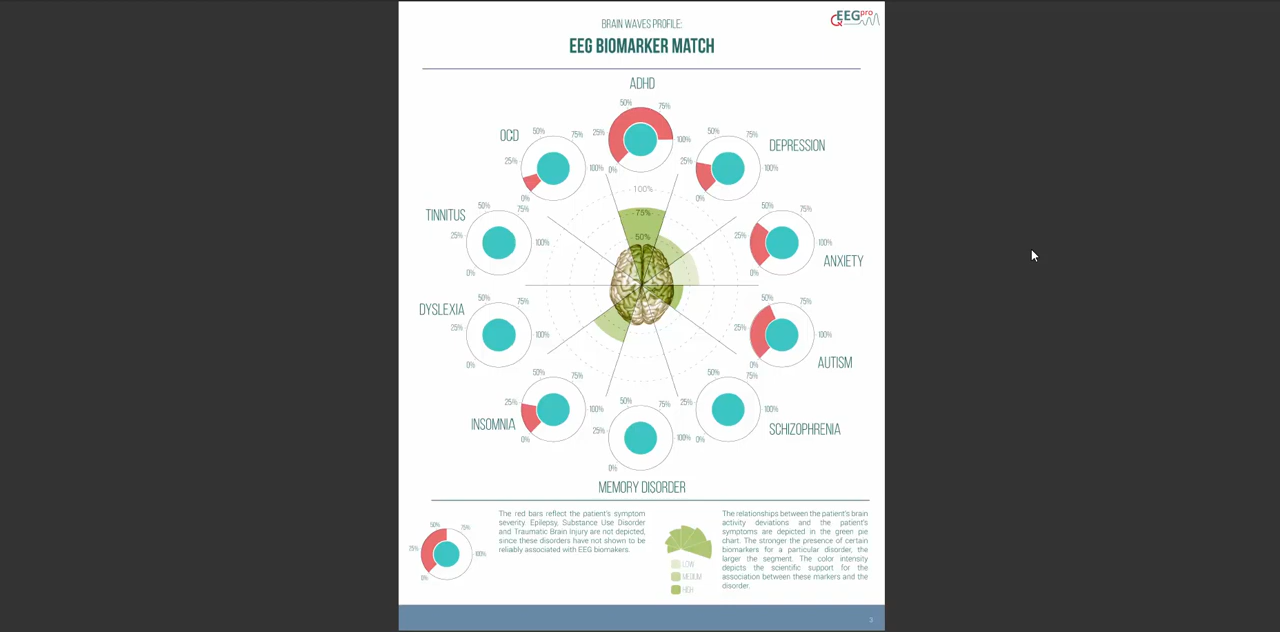 BRAIN WAVES PROFILE:
EEG BIOMARKER MATCH
QEEG pro
ADHD
50%
75%
25%
100%
0%
OCD
50%
75%
25%
100%
0%
DEPRESSION
50%
75%
25%
100%
0%
TINNITUS
50%
75%
25%
100%
0%
ANXIETY
50%
75%
25%
100%
0%
100%
75%
50%
DYSLEXIA
50%
75%
25%
100%
0%
AUTISM
50%
75%
25%
100%
0%
INSOMNIA
50%
75%
25%
100%
0%
SCHIZOPHRENIA
50%
75%
25%
100%
0%
MEMORY DISORDER
50%
75%
25%
100%
0%
50%
75%
25%
100%
0%
The red bars reflect the patient's symptom
severity. Epilepsy, Substance Use Disorder
and Traumatic Brain Injury are not depicted,
since these disorders have not shown to be
reliably associated with EEG biomakers.
LOW
MEDIUM
HIGH
The relationships between the patient's brain
activity deviations and the patient's
symptoms are depicted in the green pie
chart. The stronger the presence of certain
biomarkers for a particular disorder, the
larger the segment. The color intensity
depicts the scientific support for the
association between these markers and the
disorder.
3